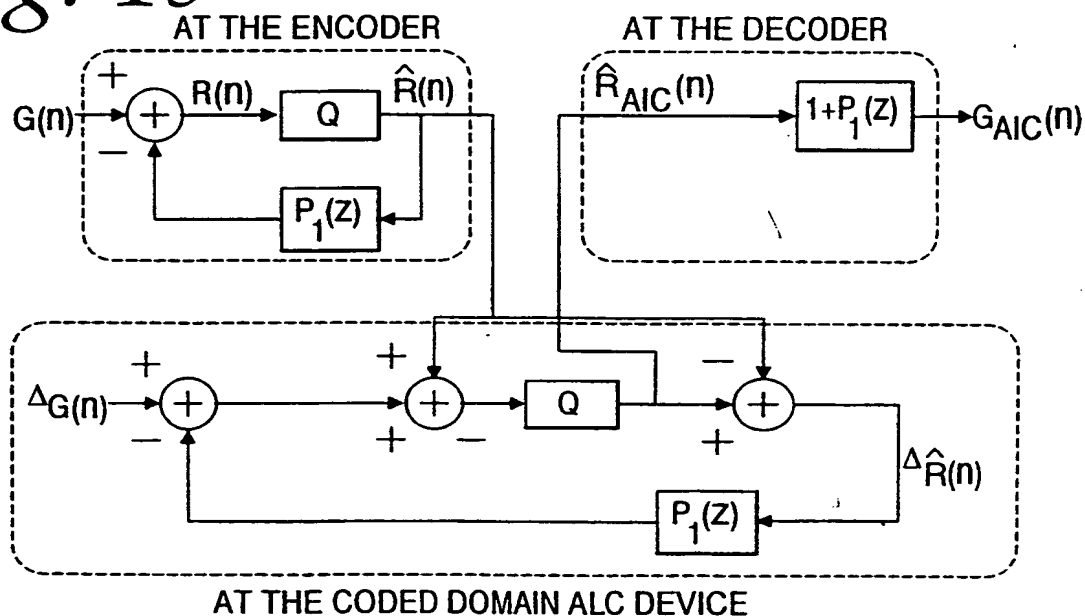 AT THE ENCODER
AT THE DECODER
G(n)
+
−
+
R(n)
Q
R̂(n)
P₁(Z)
R̂AIC(n)
1+P₁(Z)
GAIC(n)
ΔG(n)
+
−
+
+
+
+
−
Q
−
+
+
ΔR̂(n)
P₁(Z)
AT THE CODED DOMAIN ALC DEVICE